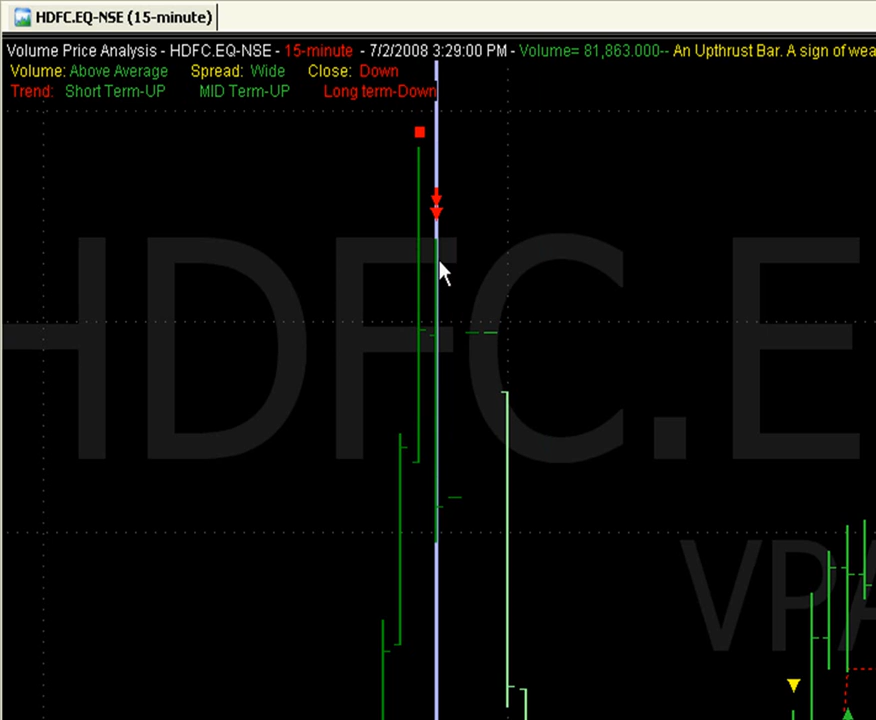 HDFC.EQ-NSE (15-minute)
Volume Price Analysis - HDFC.EQ-NSE - 15-minute - 7/2/2008 3:29:00 PM - Volume= 81,863.000-- An Upthrust Bar. A sign of wea
Volume: Above Average Spread: Wide Close: Down
Trend: Short Term-UP MID Term-UP Long term-Down
HDFC.E
VPA